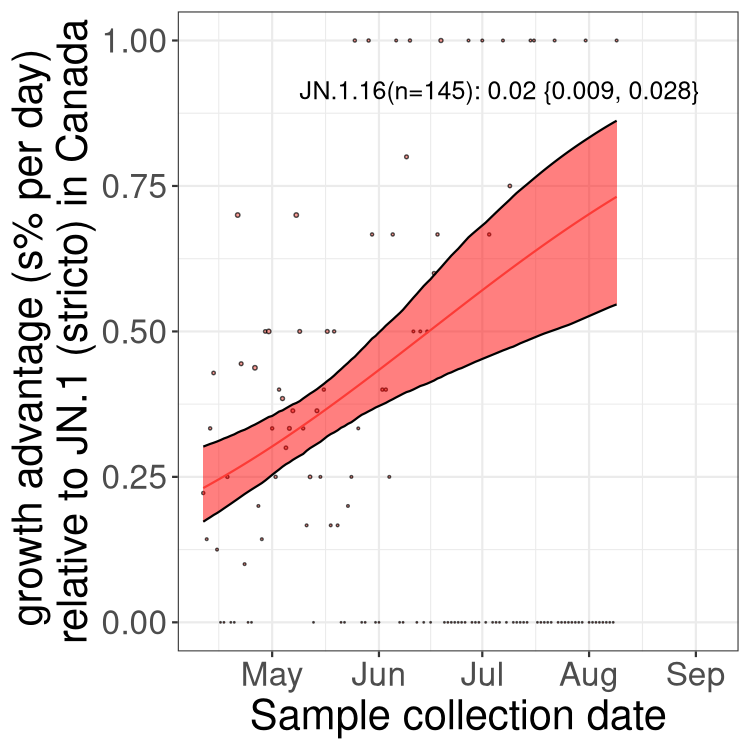 growth advantage (s% per day)
relative to JN.1 (stricto) in Canada
1.00
0.75
0.50
0.25
0.00
JN.1.16(n=145): 0.02 {0.009, 0.028}
May Jun Jul Aug Sep
Sample collection date